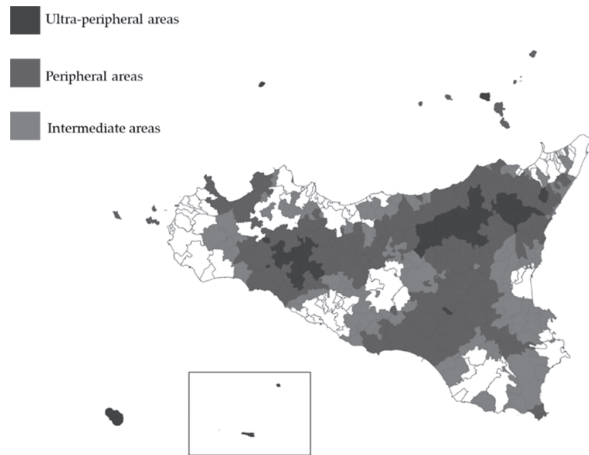 Ultra-peripheral areas
Peripheral areas
Intermediate areas